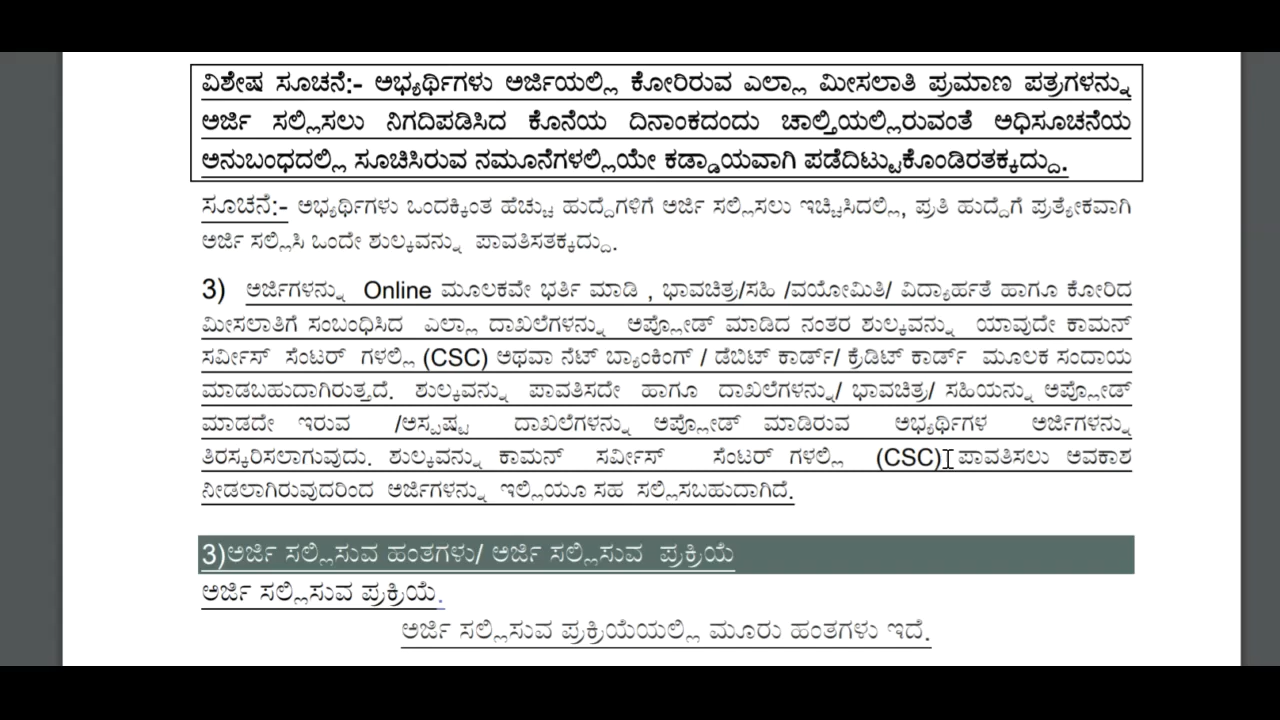 ವಿಶೇಷ ಸೂಚನೆ:- ಅಭ್ಯರ್ಥಿಗಳು ಅರ್ಜಿಯಲ್ಲಿ ಕೋರಿರುವ ಎಲ್ಲಾ ಮೀಸಲಾತಿ ಪ್ರಮಾಣ ಪತ್ರಗಳನ್ನು
ಅರ್ಜಿ ಸಲ್ಲಿಸಲು ನಿಗದಿಪಡಿಸಿದ ಕೊನೆಯ ದಿನಾಂಕದಂದು ಚಾಲ್ತಿಯಲ್ಲಿರುವಂತೆ ಅಧಿಸೂಚನೆಯ
ಅನುಬಂಧದಲ್ಲಿ ಸೂಚಿಸಿರುವ ನಮೂನೆಗಳಲ್ಲಿಯೇ ಕಡ್ಡಾಯವಾಗಿ ಪಡೆದಿಟ್ಟುಕೊಂಡಿರತಕ್ಕದ್ದು.
ಸೂಚನೆ:- ಅಭ್ಯರ್ಥಿಗಳು ಒಂದಕ್ಕಿಂತ ಹೆಚ್ಚು ಹುದ್ದೆಗಳಿಗೆ ಅರ್ಜಿ ಸಲ್ಲಿಸಲು ಇಚ್ಚಿಸಿದಲ್ಲಿ, ಪ್ರತಿ ಹುದ್ದೆಗೆ ಪ್ರತ್ಯೇಕವಾಗಿ
ಅರ್ಜಿ ಸಲ್ಲಿಸಿ ಒಂದೇ ಶುಲ್ಕವನ್ನು ಪಾವತಿಸತಕ್ಕದ್ದು.
3) ಅರ್ಜಿಗಳನ್ನು Online ಮೂಲಕವೇ ಭರ್ತಿ ಮಾಡಿ , ಭಾವಚಿತ್ರ/ಸಹಿ /ವಯೋಮಿತಿ/ ವಿದ್ಯಾರ್ಹತೆ ಹಾಗೂ ಕೋರಿದ
ಮೀಸಲಾತಿಗೆ ಸಂಬಂಧಿಸಿದ ಎಲ್ಲಾ ದಾಖಲೆಗಳನ್ನು ಅಪ್ಲೋಡ್ ಮಾಡಿದ ನಂತರ ಶುಲ್ಕವನ್ನು ಯಾವುದೇ ಕಾಮನ್
ಸರ್ವೀಸ್ ಸೆಂಟರ್ ಗಳಲ್ಲಿ (CSC) ಅಥವಾ ನೆಟ್ ಬ್ಯಾಂಕಿಂಗ್ / ಡೆಬಿಟ್ ಕಾರ್ಡ್/ ಕ್ರೆಡಿಟ್ ಕಾರ್ಡ್ ಮೂಲಕ ಸಂದಾಯ
ಮಾಡಬಹುದಾಗಿರುತ್ತದೆ. ಶುಲ್ಕವನ್ನು ಪಾವತಿಸದೇ ಹಾಗೂ ದಾಖಲೆಗಳನ್ನು/ ಭಾವಚಿತ್ರ/ ಸಹಿಯನ್ನು ಅಪ್ಲೋಡ್
ಮಾಡದೇ ಇರುವ /ಅಸ್ಪಷ್ಟ ದಾಖಲೆಗಳನ್ನು ಅಪ್ಲೋಡ್ ಮಾಡಿರುವ ಅಭ್ಯರ್ಥಿಗಳ ಅರ್ಜಿಗಳನ್ನು
ತಿರಸ್ಕರಿಸಲಾಗುವುದು. ಶುಲ್ಕವನ್ನು ಕಾಮನ್ ಸರ್ವೀಸ್ ಸೆಂಟರ್ ಗಳಲ್ಲಿ (CSC) ಪಾವತಿಸಲು ಅವಕಾಶ
ನೀಡಲಾಗಿರುವುದರಿಂದ ಅರ್ಜಿಗಳನ್ನು ಇಲ್ಲಿಯೂ ಸಹ ಸಲ್ಲಿಸಬಹುದಾಗಿದೆ.
3)ಅರ್ಜಿ ಸಲ್ಲಿಸುವ ಹಂತಗಳು/ ಅರ್ಜಿ ಸಲ್ಲಿಸುವ ಪ್ರಕ್ರಿಯೆ
ಅರ್ಜಿ ಸಲ್ಲಿಸುವ ಪ್ರಕ್ರಿಯೆ.
ಅರ್ಜಿ ಸಲ್ಲಿಸುವ ಪ್ರಕ್ರಿಯೆಯಲ್ಲಿ ಮೂರು ಹಂತಗಳು ಇದೆ.